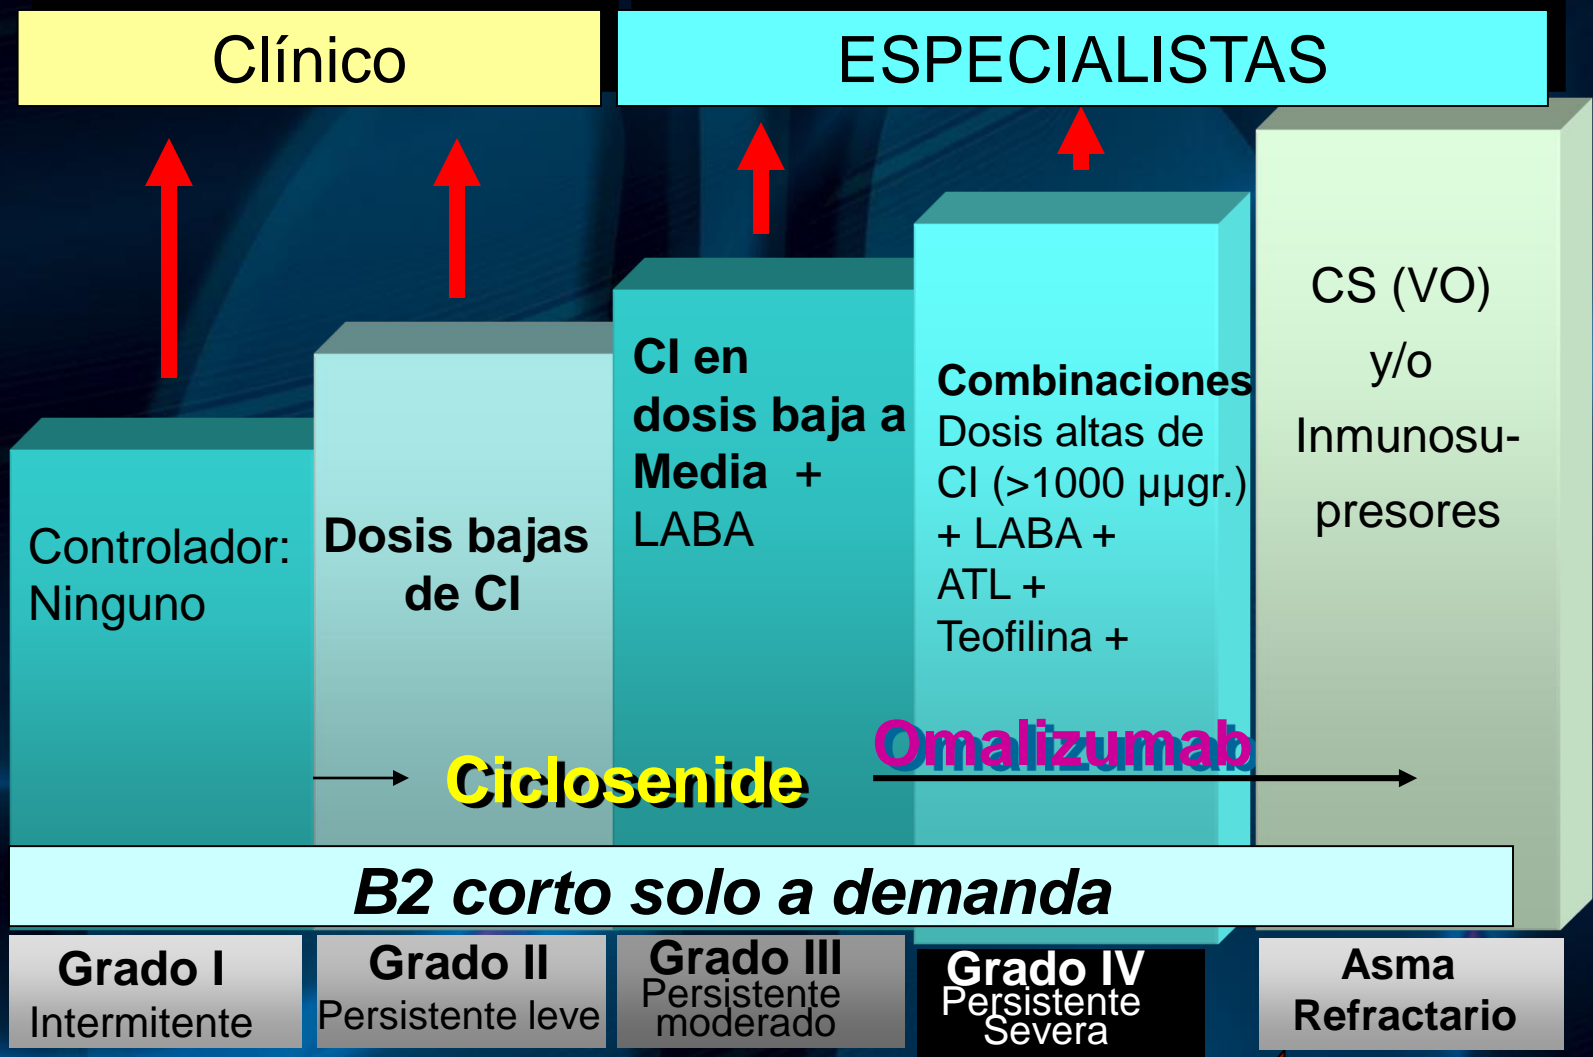 Clínico
ESPECIALISTAS
Controlador:
Ninguno
Dosis bajas
de CI
CI en
dosis baja a
Media +
LABA
Combinaciones
Dosis altas de
CI (>1000 µµgr.)
+ LABA +
ATL +
Teofilina +
CS (VO)
y/o
Inmunosu-
presores
Ciclosenide
Omalizumab
B2 corto solo a demanda
Grado I
Intermitente
Grado II
Persistente leve
Grado III
Persistente
moderado
Grado IV
Persistente
Severa
Asma
Refractario